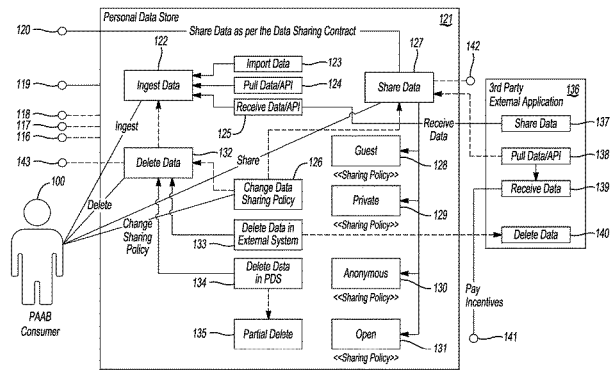 Personal Data Store
121
120
Share Data as per the Data Sharing Contract
122
Ingest Data
Import Data
123
Pull Data/API
124
Receive Data/API
125
127
Share Data
142
119
118
117
116
143
3rd Party
External Application
136
Share Data
137
Pull Data/API
138
Receive Data
139
Delete Data
140
Receive
Data
Ingest
132
Delete Data
126
Change Data
Sharing Policy
Share
Guest
128
<<Sharing Policy>>
Private
129
<<Sharing Policy>>
100
Delete
Change
Sharing
Policy
Delete Data in
External System
133
Delete Data
in PDS
134
Anonymous
130
<<Sharing Policy>>
Partial Delete
135
Open
131
<<Sharing Policy>>
Pay
Incentives
141
PAAB
Consumer